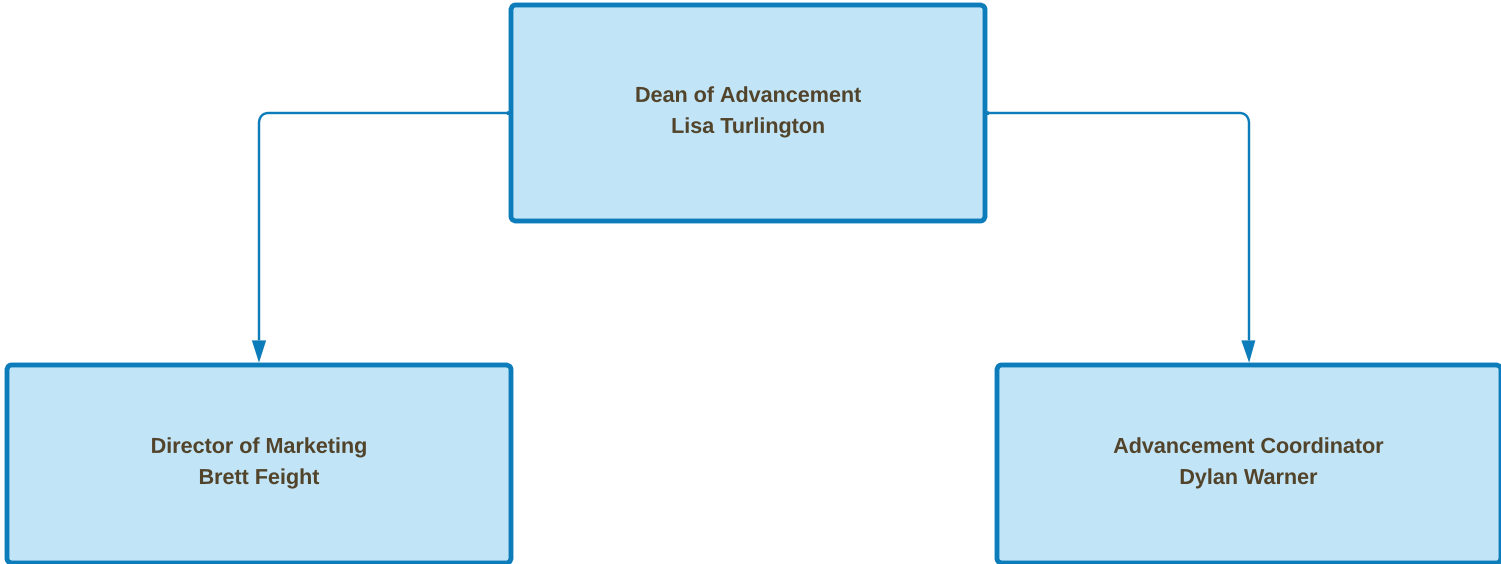 Dean of Advancement
Lisa Turlington
Director of Marketing
Brett Feight
Advancement Coordinator
Dylan Warner